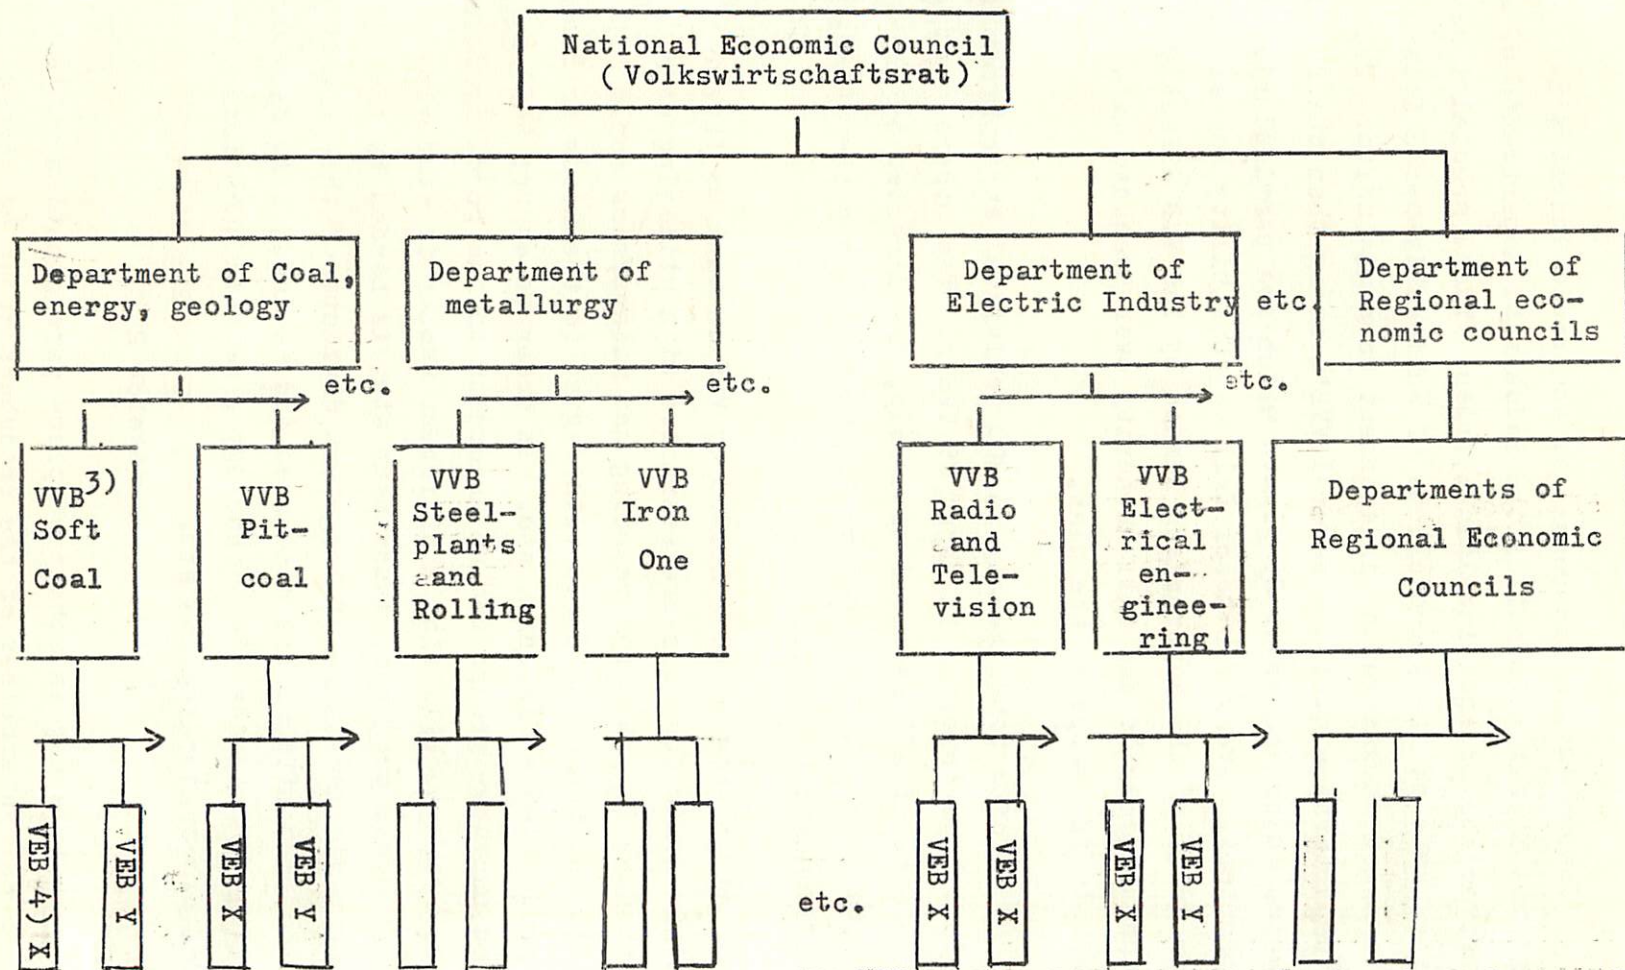 National Economic Council
(Volkswirtschaftsrat)
Department of Coal,
energy, geology
Department of
metallurgy
Department of
Electric Industry etc.
Department of
Regional eco-
nomic councils
etc.
etc.
etc.
VVB3)
Soft
Coal
VVB
Pit-
coal
VVB
Steel-
plants
and
Rolling
VVB
Iron
One
VVB
Radio
and
Tele-
vision
VVB
Elect-
rical
en-
ginee-
ring
Departments of
Regional Economic
Councils
VEB 4) X
VEB Y
VEB X
VEB Y
etc.
VEB X
VEB X
VEB X
VEB Y